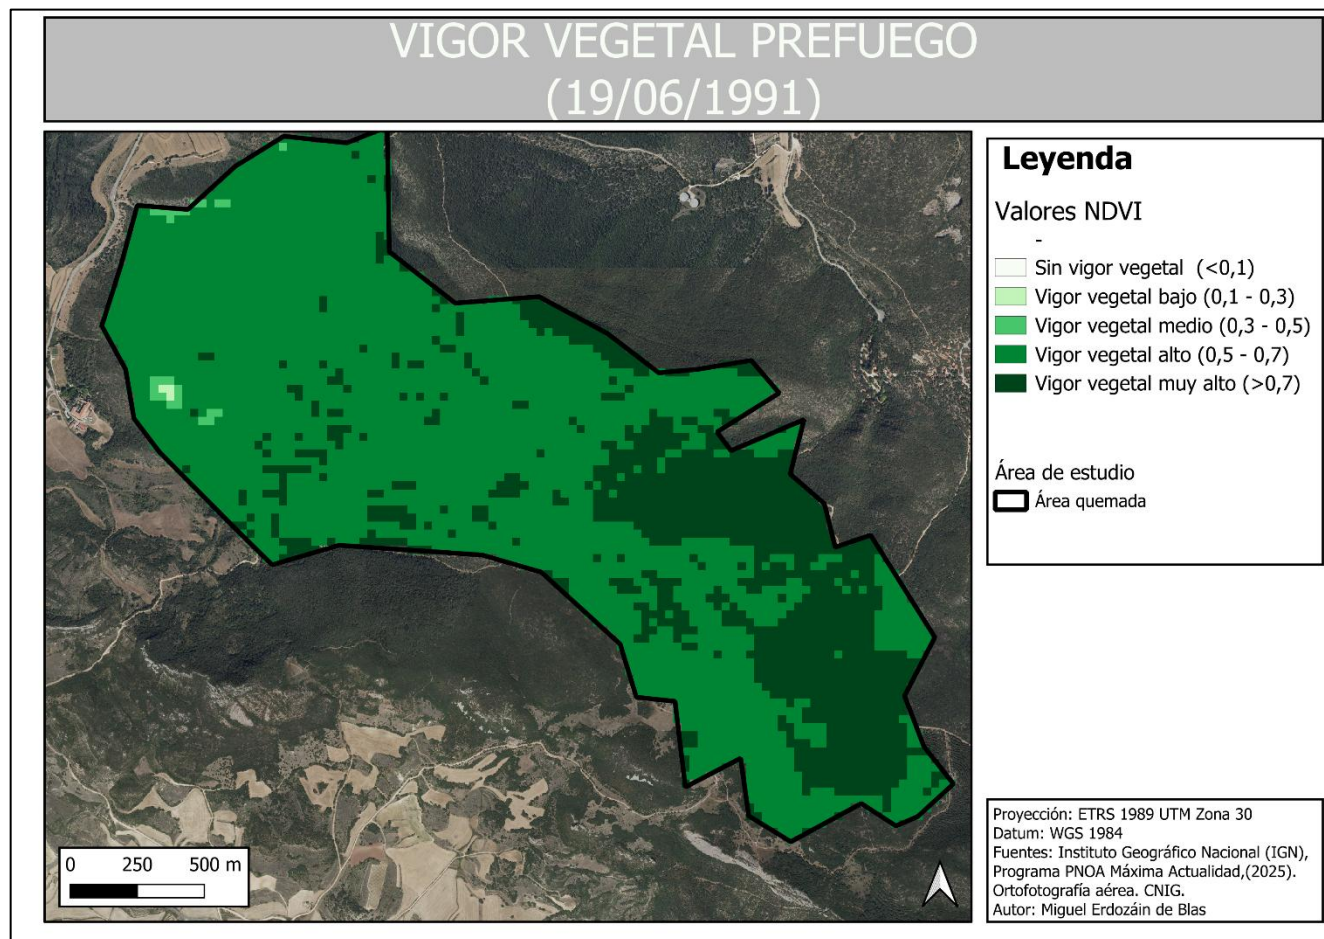 VIGOR VEGETAL PREFUEGO
(19/06/1991)
Leyenda
Valores NDVI
-
Sin vigor vegetal (<0,1)
Vigor vegetal bajo (0,1 - 0,3)
Vigor vegetal medio (0,3 - 0,5)
Vigor vegetal alto (0,5 - 0,7)
Vigor vegetal muy alto (>0,7)
Área de estudio
Área quemada
0 250 500 m
Proyección: ETRS 1989 UTM Zona 30
Datum: WGS 1984
Fuentes: Instituto Geográfico Nacional (IGN),
Programa PNOA Máxima Actualidad,(2025).
Ortofotografía aérea. CNIG.
Autor: Miguel Erdozáin de Blas